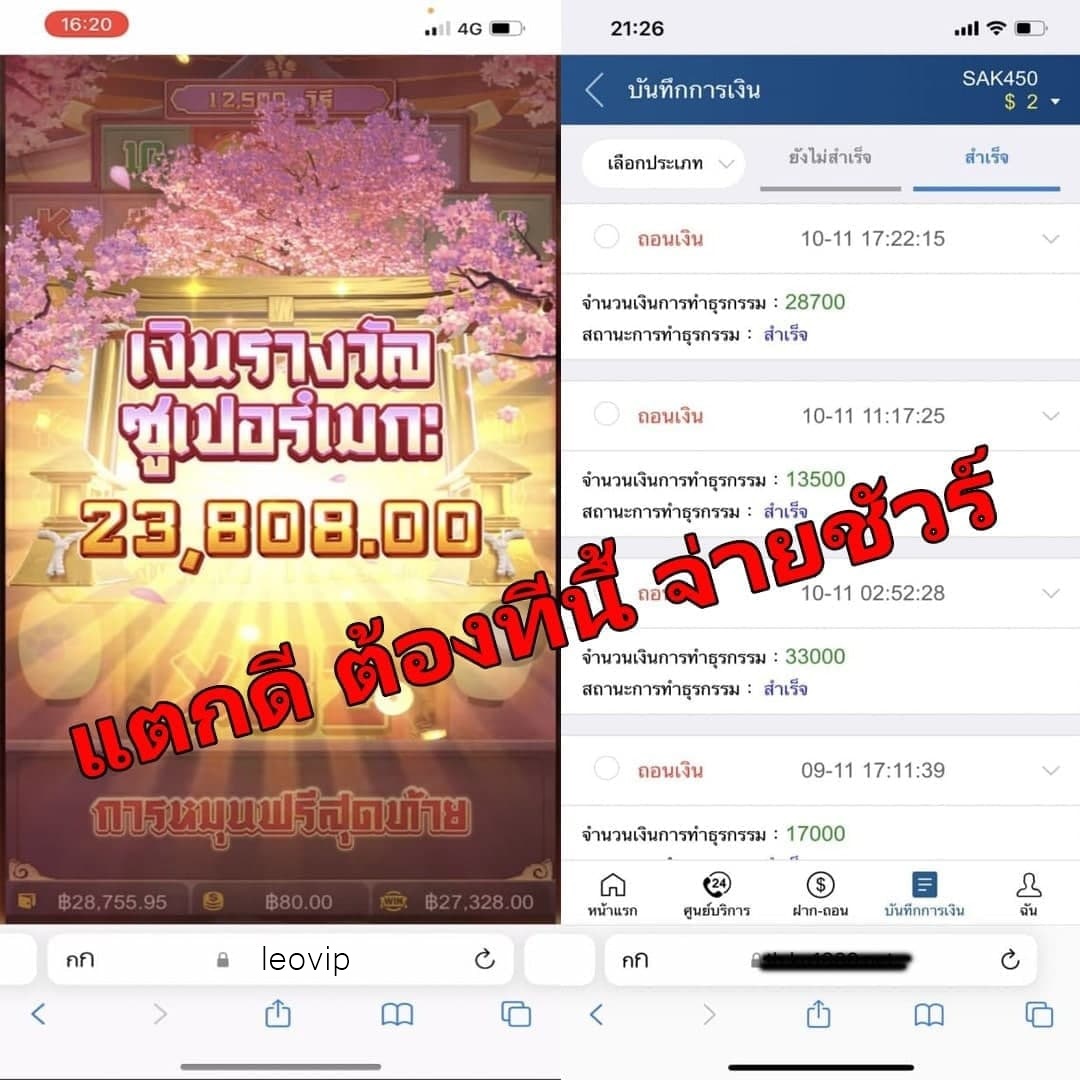 16:20
4G
12,500 วิธี
เงินรางวัล
ซูเปอร์เมกะ
23,808.00
การหมุนฟรีสุดท้าย
฿28,755.95
฿80.00
WIN ฿27,328.00
กก
leovip
21:26
บันทึกการเงิน
SAK450
$ 2
เลือกประเภท
ยังไม่สำเร็จ
สำเร็จ
ถอนเงิน 10-11 17:22:15
จำนวนเงินการทำธุรกรรม : 28700
สถานะการทำธุรกรรม : สำเร็จ
ถอนเงิน 10-11 11:17:25
จำนวนเงินการทำธุรกรรม : 13500
สถานะการทำธุรกรรม : สำเร็จ
10-11 02:52:28
จำนวนเงินการทำธุรกรรม : 33000
สถานะการทำธุรกรรม : สำเร็จ
ถอนเงิน 09-11 17:11:39
จำนวนเงินการทำธุรกรรม : 17000
แตกดี ต้องทีนี้ จ่ายชัวร์
หน้าแรก
24
ศูนย์บริการ
ฝาก-ถอน
บันทึกการเงิน
ฉัน
กก